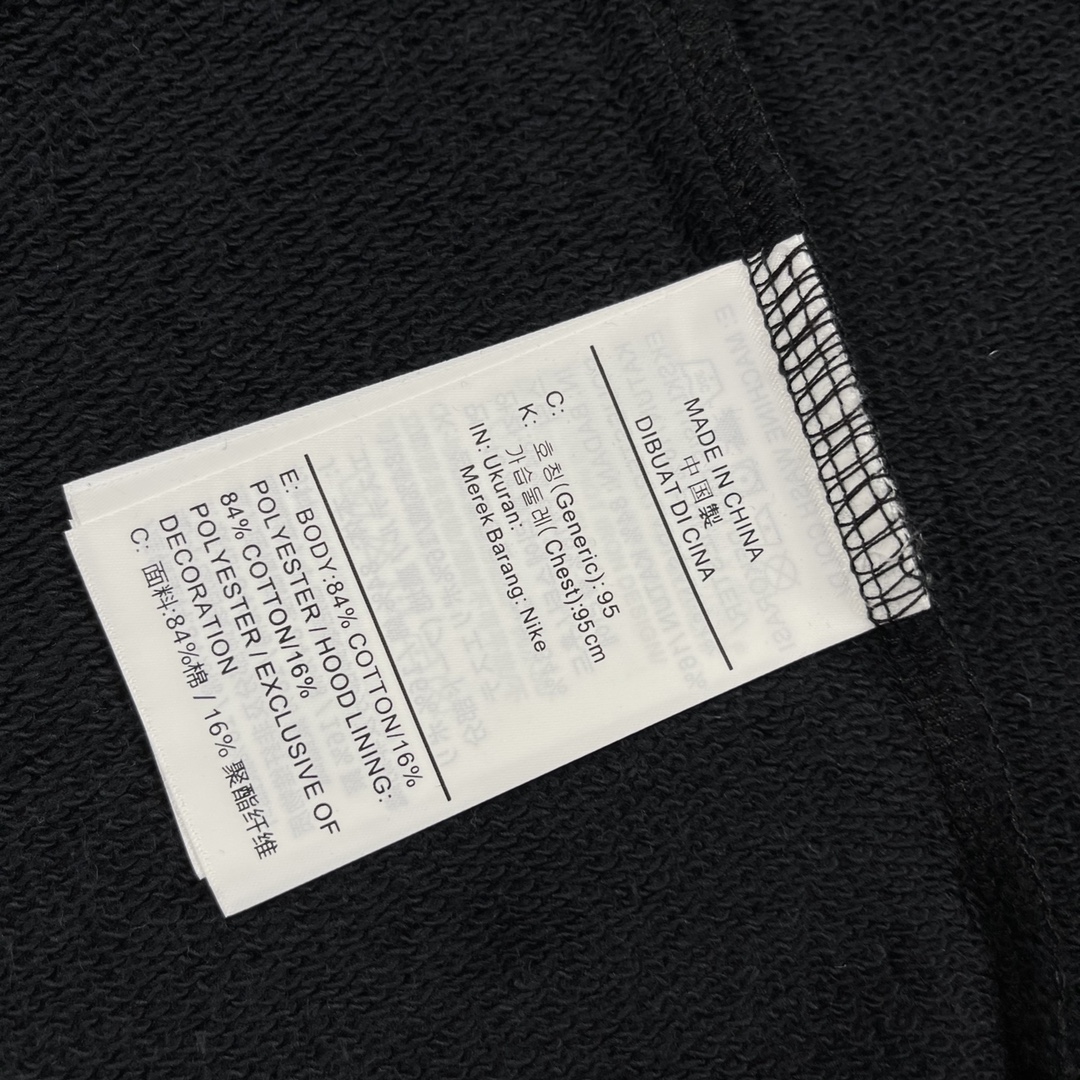 MADE IN CHINA
中国製
DIBUAT DI CINA
C:
K: 호칭(Generic): 95
가슴둘레( Chest):95cm
IN: Ukuran:
Merek Barang: Nike
E: BODY:84% COTTON/16%
POLYESTER / HOOD LINING:
84% COTTON/16%
POLYESTER / EXCLUSIVE OF
DECORATION
C: 面料:84%棉 / 16% 聚酯纤维